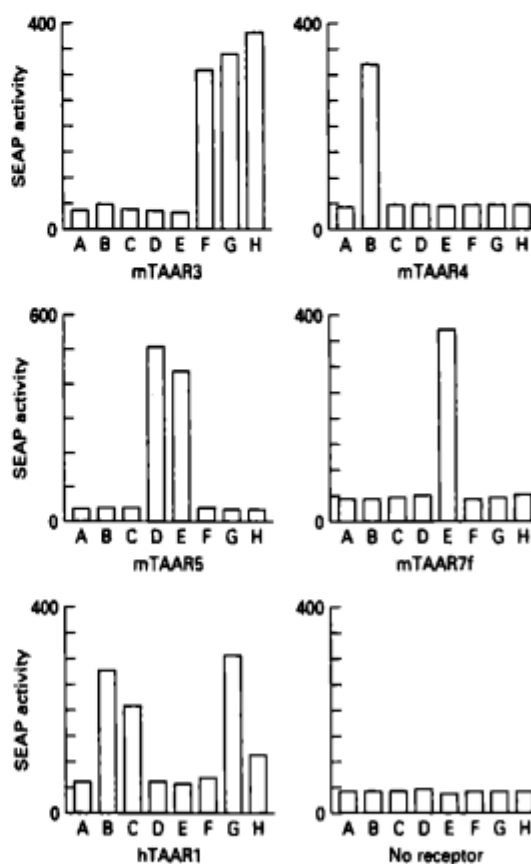 400
SEAP activity
0
A B C D E F G H
mTAAR3
400
0
A B C D E F G H
mTAAR4
600
SEAP activity
0
A B C D E F G H
mTAAR5
400
0
A B C D E F G H
mTAAR7f
400
SEAP activity
0
A B C D E F G H
hTAAR1
400
0
A B C D E F G H
No receptor